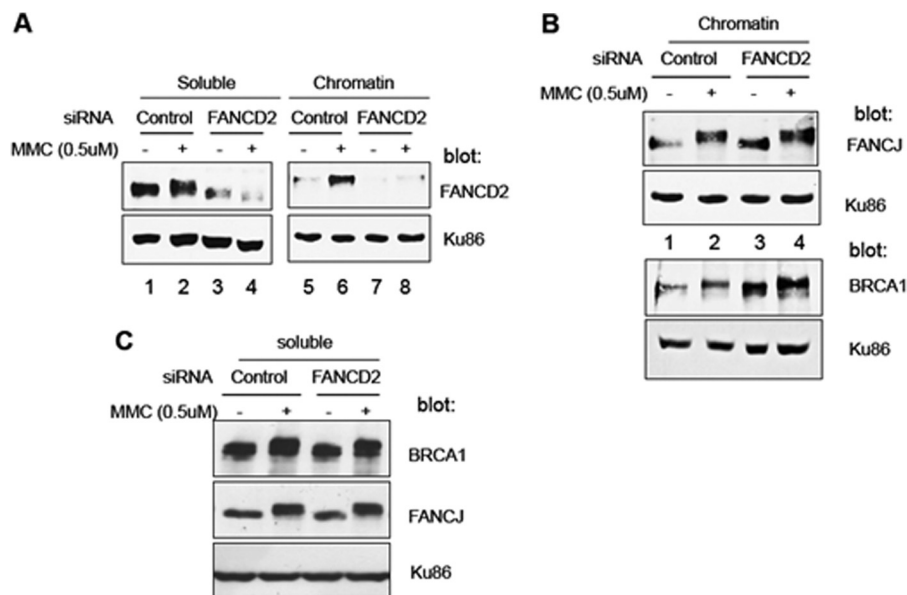 A
Soluble Chromatin
siRNA Control FANCD2 Control FANCD2
MMC (0.5uM) - + - + - + - + blot:
FANCD2
Ku86
1 2 3 4 5 6 7 8
B
Chromatin
siRNA Control FANCD2
MMC (0.5uM) - + - + blot:
FANCJ
Ku86
1 2 3 4
blot:
BRCA1
Ku86
C
soluble
siRNA Control FANCD2
blot:
MMC (0.5uM) - + - +
BRCA1
FANCJ
Ku86